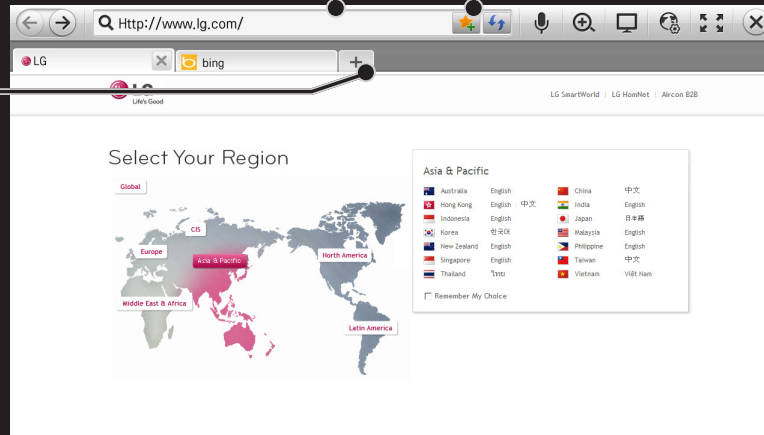 Http://www.lg.com/
LG
bing
LG
Life's Good
LG SmartWorld | LG HomNet | Aircon B2B
Select Your Region
Global
CIS
Europe
Asia & Pacific
North America
Middle East & Africa
Latin America
Asia & Pacific
Australia English China 中文
Hong Kong English | 中文 India English
Indonesia English Japan 日本語
Korea 한국어 Malaysia English
New Zealand English Philippine English
Singapore English Taiwan 中文
Thailand ไทย Vietnam Việt Nam
Remember My Choice